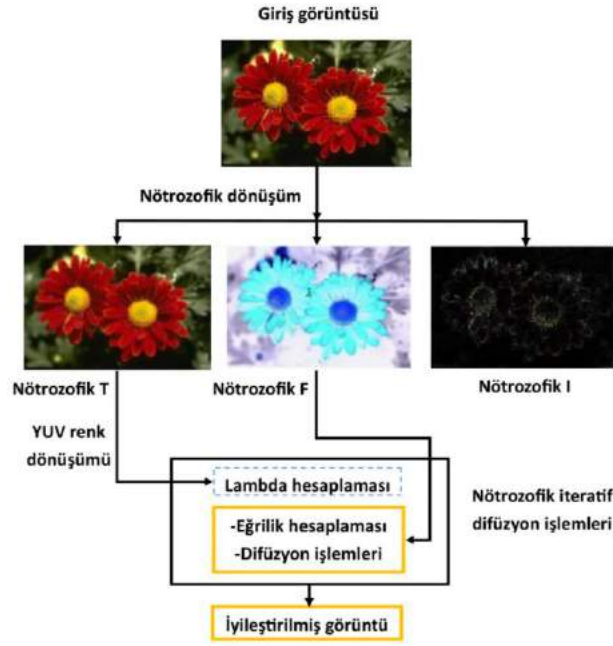 Giriş görüntüsü
Nötrozofik dönüşüm
Nötrozofik T
Nötrozofik F
Nötrozofik I
YUV renk
dönüşümü
Lambda hesaplaması
-Eğrilik hesaplaması
-Difüzyon işlemleri
Nötrozofik iteratif
difüzyon işlemleri
İyileştirilmiş görüntü